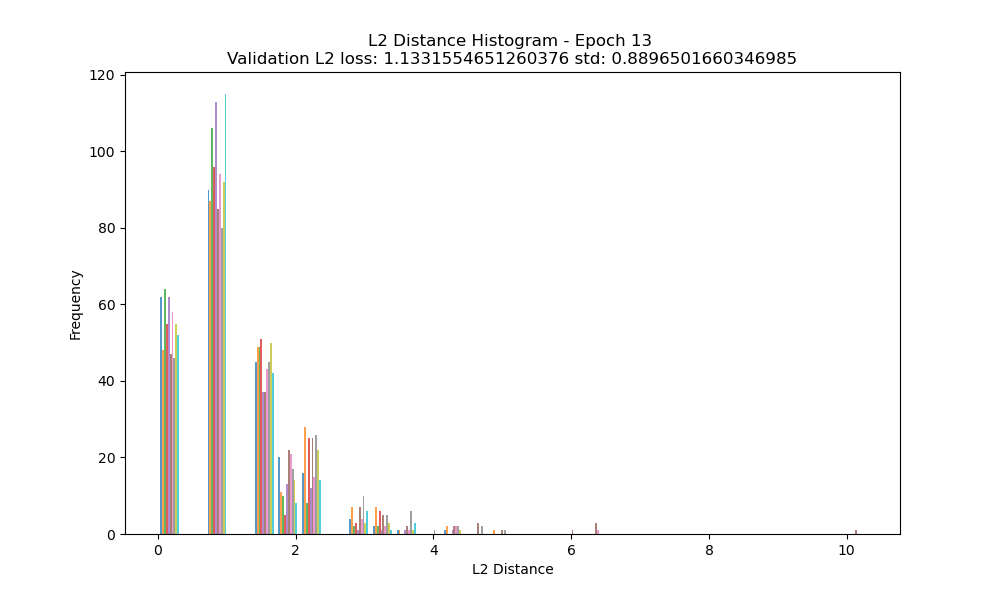 L2 Distance Histogram - Epoch 13
Validation L2 loss: 1.1331554651260376 std: 0.8896501660346985
120
100
80
60
40
20
0
Frequency
0 2 4 6 8 10
L2 Distance